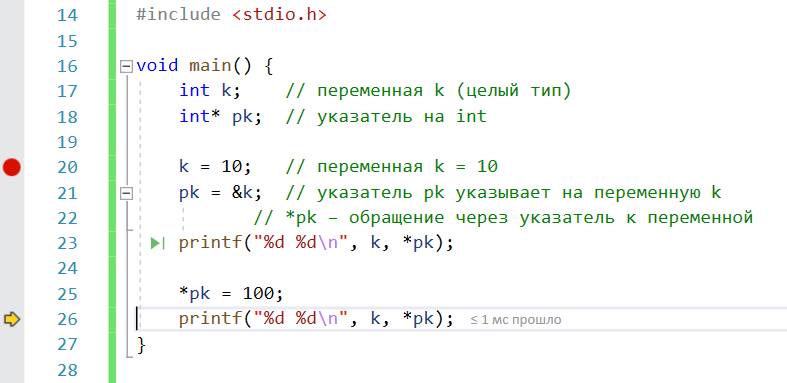 14 #include <stdio.h>
15
16 void main() {
17 int k; // переменная k (целый тип)
18 int* pk; // указатель на int
19
20 k = 10; // переменная k = 10
21 pk = &k; // указатель pk указывает на переменную k
22 // *pk – обращение через указатель к переменной
23 printf("%d %d\n", k, *pk);
24
25 *pk = 100;
26 printf("%d %d\n", k, *pk); ≤ 1 мс прошло
27 }
28